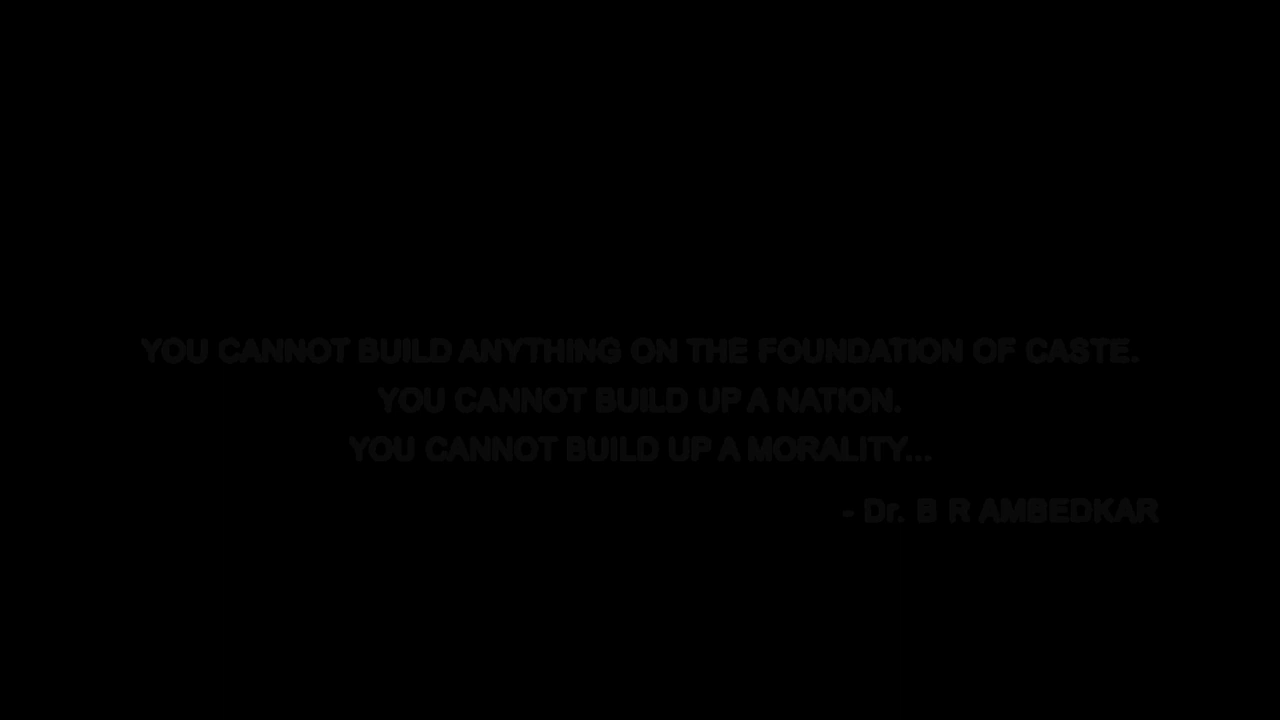 YOU CANNOT BUILD ANYTHING ON THE FOUNDATION OF CASTE.
YOU CANNOT BUILD UP A NATION.
YOU CANNOT BUILD UP A MORALITY...
- Dr. B R AMBEDKAR